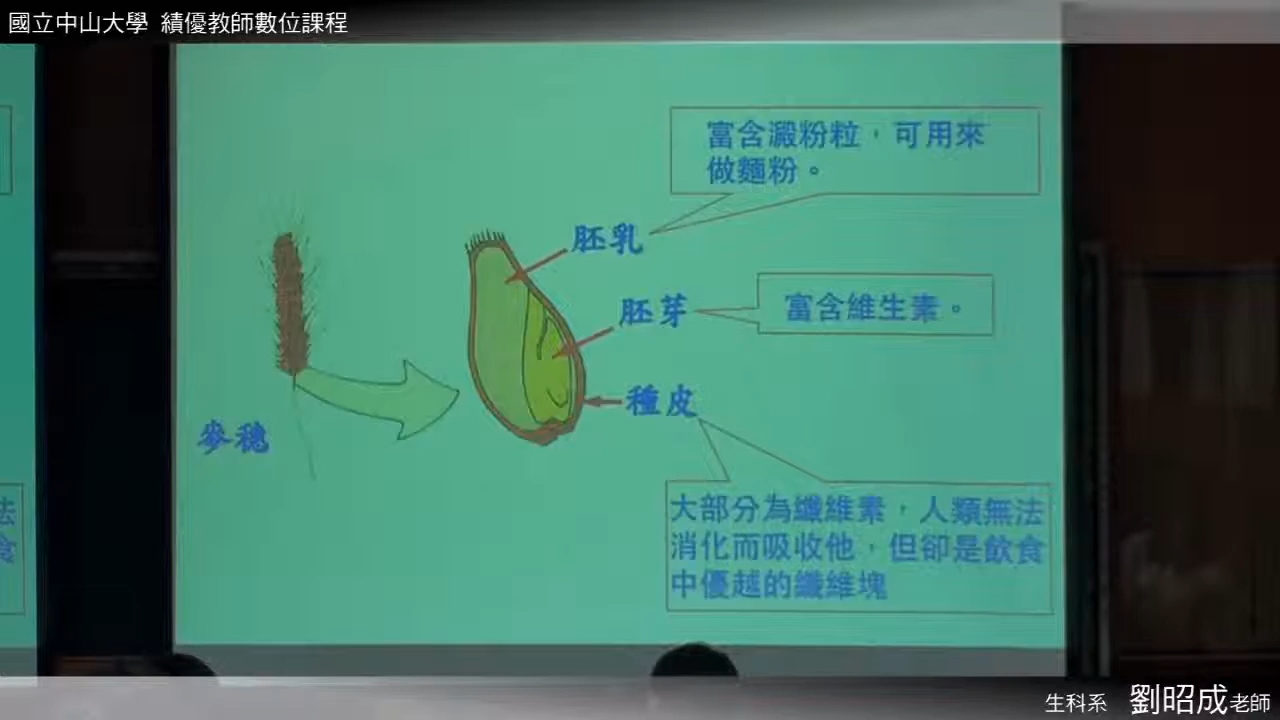 國立中山大學 績優教師數位課程
富含澱粉粒，可用來
做麵粉。
胚乳
胚芽
富含維生素。
種皮
麥穗
大部分為纖維素，人類無法
消化而吸收他，但卻是飲食
中優越的纖維塊
法
食
生科系 劉昭成老師